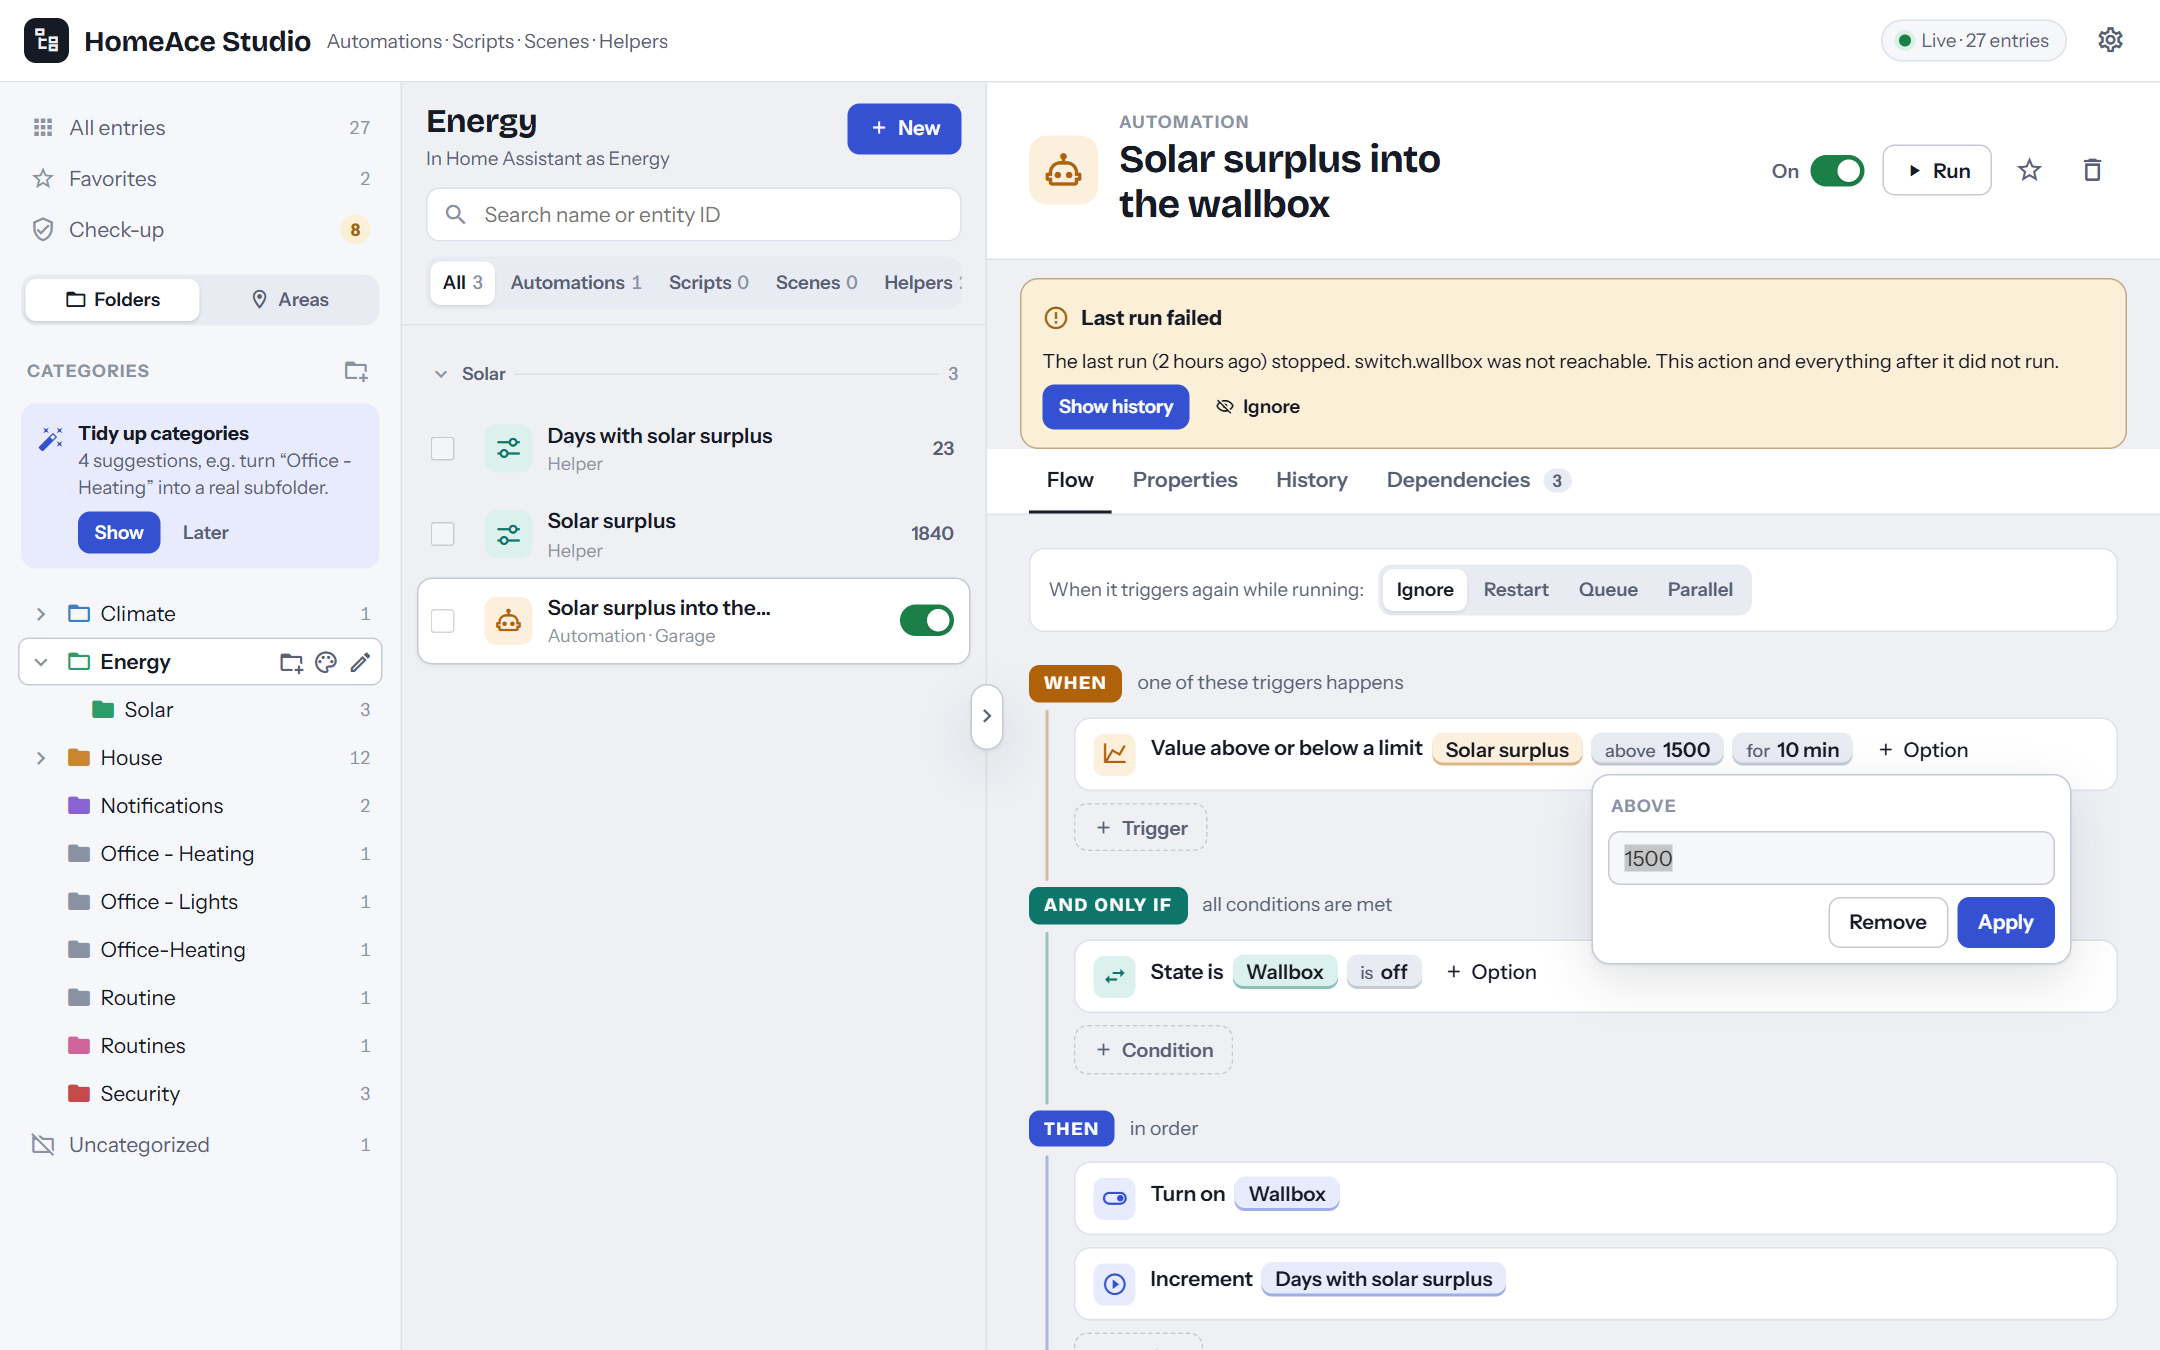 HomeAce Studio
Automations · Scripts · Scenes · Helpers
Live · 27 entries
All entries 27
Favorites 2
Check-up 8
Folders
Areas
CATEGORIES
Tidy up categories
4 suggestions, e.g. turn “Office -
Heating” into a real subfolder.
Show
Later
Climate 1
Energy
Solar 3
House 12
Notifications 2
Office - Heating 1
Office - Lights 1
Office-Heating 1
Routine 1
Routines 1
Security 3
Uncategorized 1
Energy
In Home Assistant as Energy
+ New
Search name or entity ID
All 3 Automations 1 Scripts 0 Scenes 0 Helpers
Solar 3
Days with solar surplus
Helper
23
Solar surplus
Helper
1840
Solar surplus into the...
Automation · Garage
AUTOMATION
Solar surplus into
the wallbox
On
Run
Last run failed
The last run (2 hours ago) stopped. switch.wallbox was not reachable. This action and everything after it did not run.
Show history
Ignore
Flow Properties History Dependencies 3
When it triggers again while running: Ignore Restart Queue Parallel
WHEN one of these triggers happens
Value above or below a limit Solar surplus above 1500 for 10 min + Option
ABOVE
1500
Remove Apply
+ Trigger
AND ONLY IF all conditions are met
State is Wallbox is off + Option
+ Condition
THEN in order
Turn on Wallbox
Increment Days with solar surplus